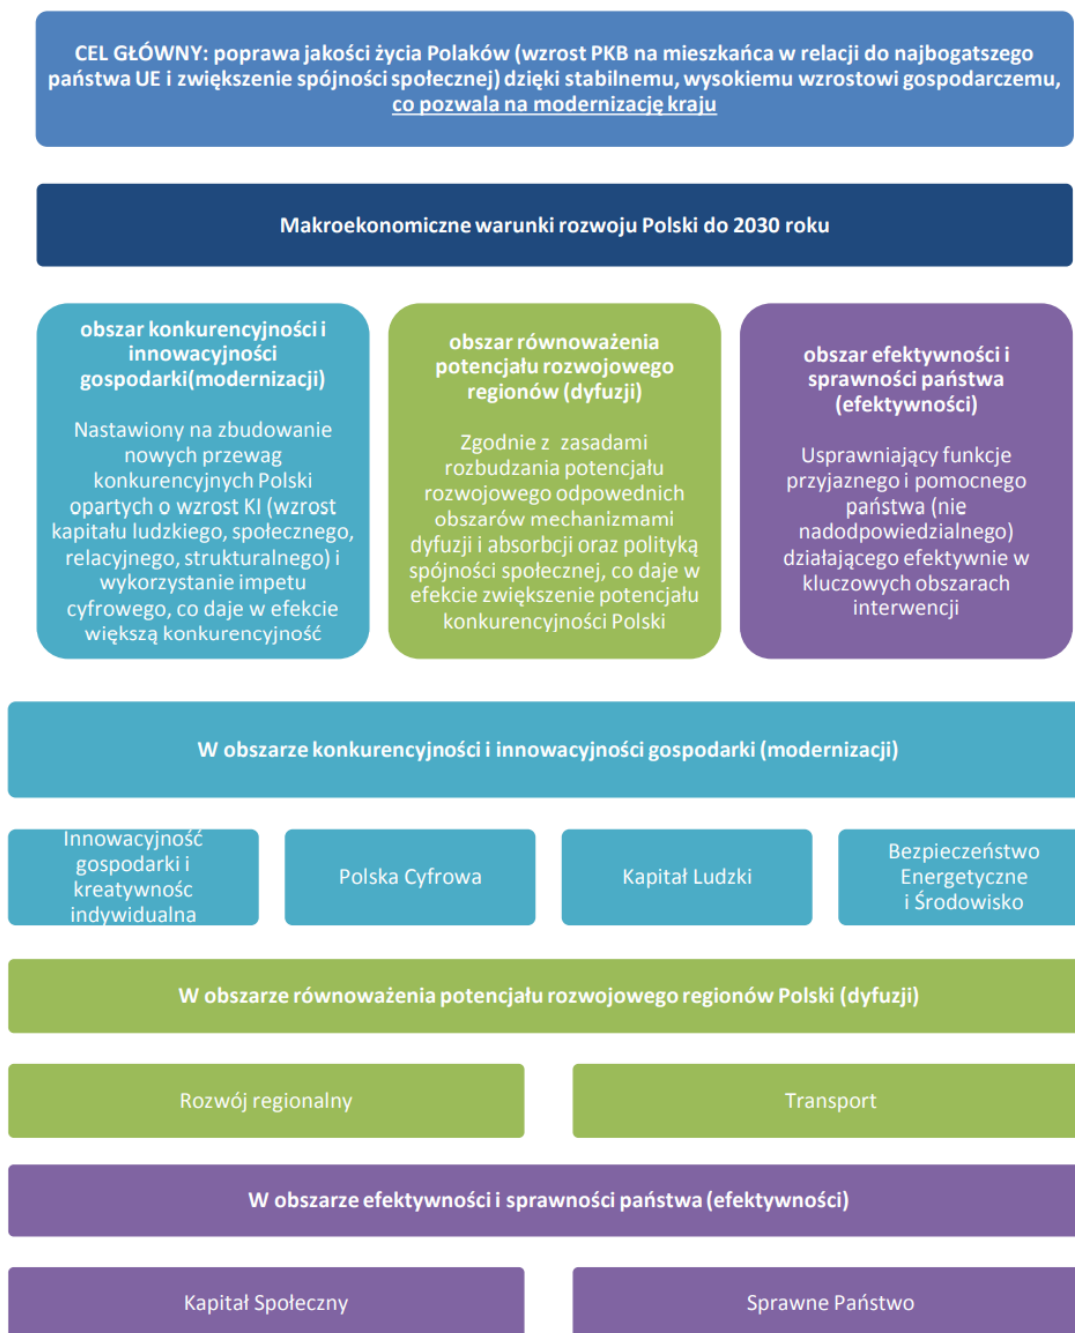 CEL GŁÓWNY: poprawa jakości życia Polaków (wzrost PKB na mieszkańca w relacji do najbogatszego
państwa UE i zwiększenie spójności społecznej) dzięki stabilnemu, wysokiemu wzrostowi gospodarczemu,
co pozwala na modernizację kraju
Makroekonomiczne warunki rozwoju Polski do 2030 roku
obszar konkurencyjności i
innowacyjności
gospodarki(modernizacji)
Nastawiony na zbudowanie
nowych przewag
konkurencyjnych Polski
opartych o wzrost KI (wzrost
kapitału ludzkiego, społecznego,
relacyjnego, strukturalnego) i
wykorzystanie impetu
cyfrowego, co daje w efekcie
większą konkurencyjność
obszar równoważenia
potencjału rozwojowego
regionów (dyfuzji)
Zgodnie z zasadami
rozbudzania potencjału
rozwojowego odpowednich
obszarów mechanizmami
dyfuzji i absorbcji oraz polityką
spójności społecznej, co daje w
efekcie zwiększenie potencjału
konkurencyjności Polski
obszar efektywności i
sprawności państwa
(efektywności)
Usprawniający funkcje
przyjaznego i pomocnego
państwa (nie
nadodpowiedzialnego)
działającego efektywnie w
kluczowych obszarach
interwencji
W obszarze konkurencyjności i innowacyjności gospodarki (modernizacji)
Innowacyjność
gospodarki i
kreatywnośc
indywidualna
Polska Cyfrowa
Kapitał Ludzki
Bezpieczeństwo
Energetyczne
i Środowisko
W obszarze równoważenia potencjału rozwojowego regionów Polski (dyfuzji)
Rozwój regionalny
Transport
W obszarze efektywności i sprawności państwa (efektywności)
Kapitał Społeczny
Sprawne Państwo